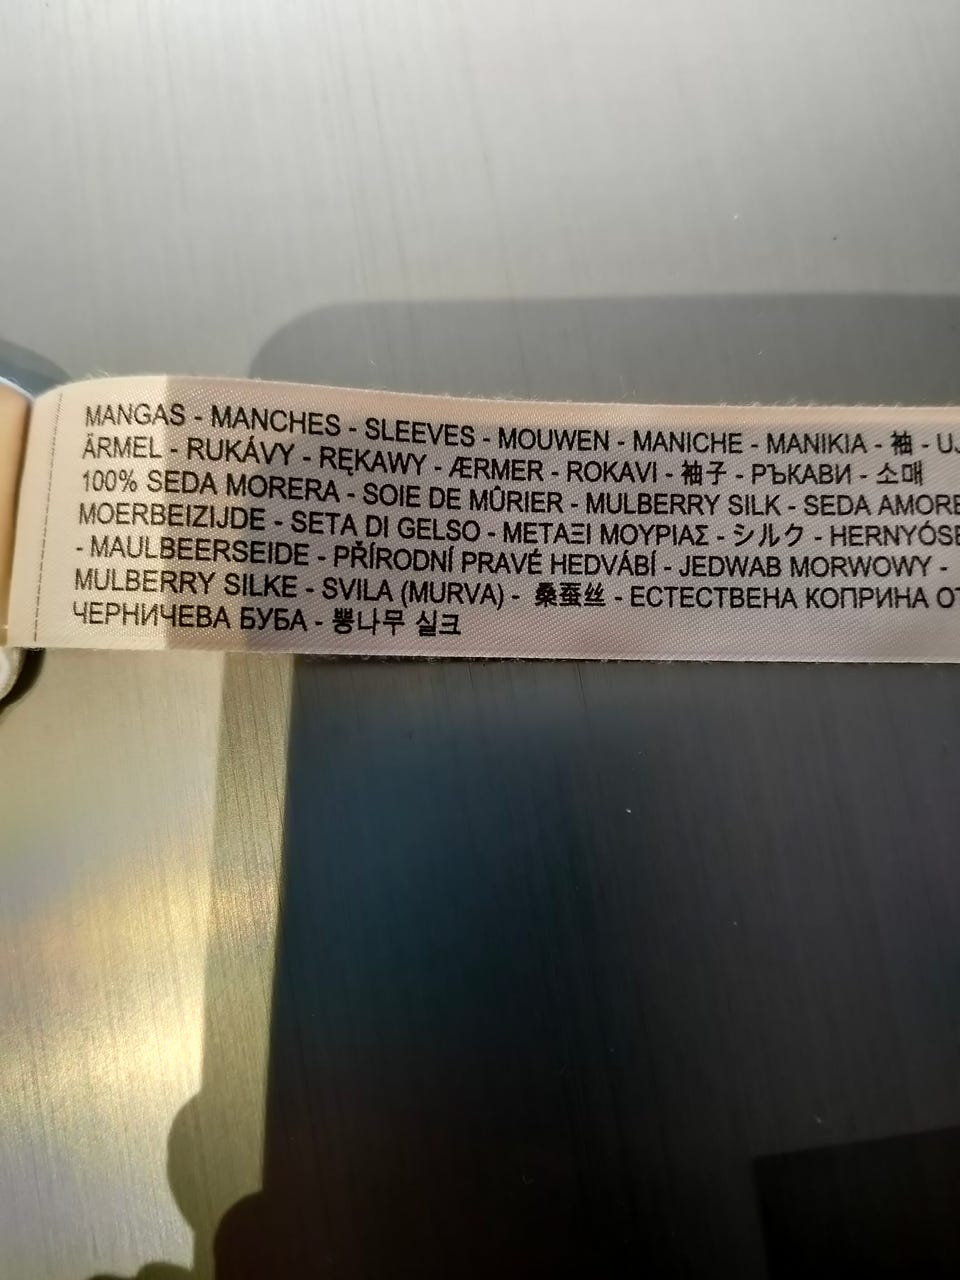 MANGAS - MANCHES - SLEEVES - MOUWEN - MANICHE - MANIKIA - 袖 - UJ
ÄRMEL - RUKÁVY - RĘKAWY - ÆRMER - ROKAVI - 袖子 - РЪКАВИ - 소매
100% SEDA MORERA - SOIE DE MÛRIER - MULBERRY SILK - SEDA AMORE
MOERBEIZIJDE - SETA DI GELSO - ΜΕΤΑΞΙ ΜΟΥΡΙΑΣ - シルク - HERNYÓSE
- MAULBEERSEIDE - PŘÍRODNÍ PRAVÉ HEDVÁBÍ - JEDWAB MORWOWY -
MULBERRY SILKE - SVILA (MURVA) - 桑蚕丝 - ЕСТЕСТВЕНА КОПРИНА ОТ
ЧЕРНИЧЕВА БУБА - 뽕나무 실크